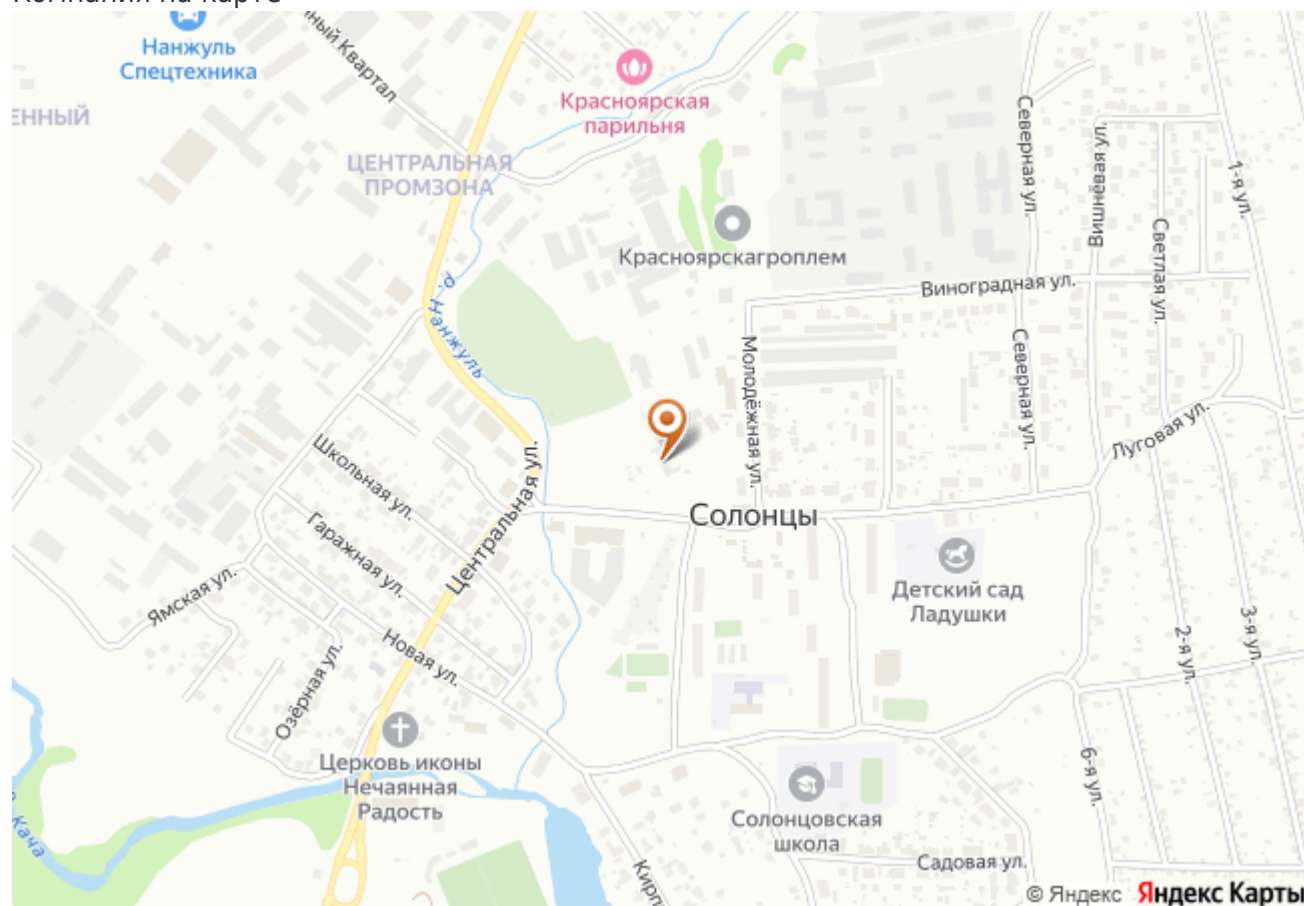 Компания на карте
Нанжуль
Спецтехника
ный Квартал
Красноярская
парильня
ЕННЫЙ
ЦЕНТРАЛЬНАЯ
ПРОМЗОНА
Северная ул.
Вишнёвая ул.
1-я ул.
Светлая ул.
Красноярскагроплем
р. Нанжуль
Виноградная ул.
Молодёжная ул.
Северная ул.
Луговая ул.
Школьная ул.
Центральная ул.
Солонцы
Гаражная ул.
Детский сад
Ладушки
Ямская ул.
Новая ул.
Озёрная ул.
2-я ул.
3-я ул.
Церковь иконы
Нечаянная
Радость
6-я ул.
Солонцовская
школа
Кача
Садовая ул.
Кирп
© Яндекс Яндекс Карты